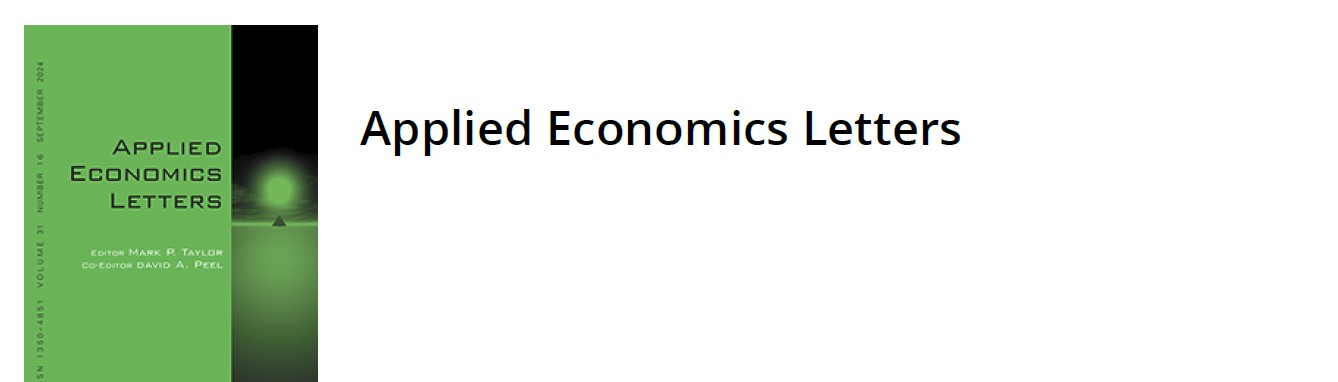 SSN 1350-4851 VOLUME 31 NUMBER 16 SEPTEMBER 2024
APPLIED
ECONOMICS
LETTERS
EDITOR MARK P. TAYLOR
CO-EDITOR DAVID A. PEEL
Applied Economics Letters